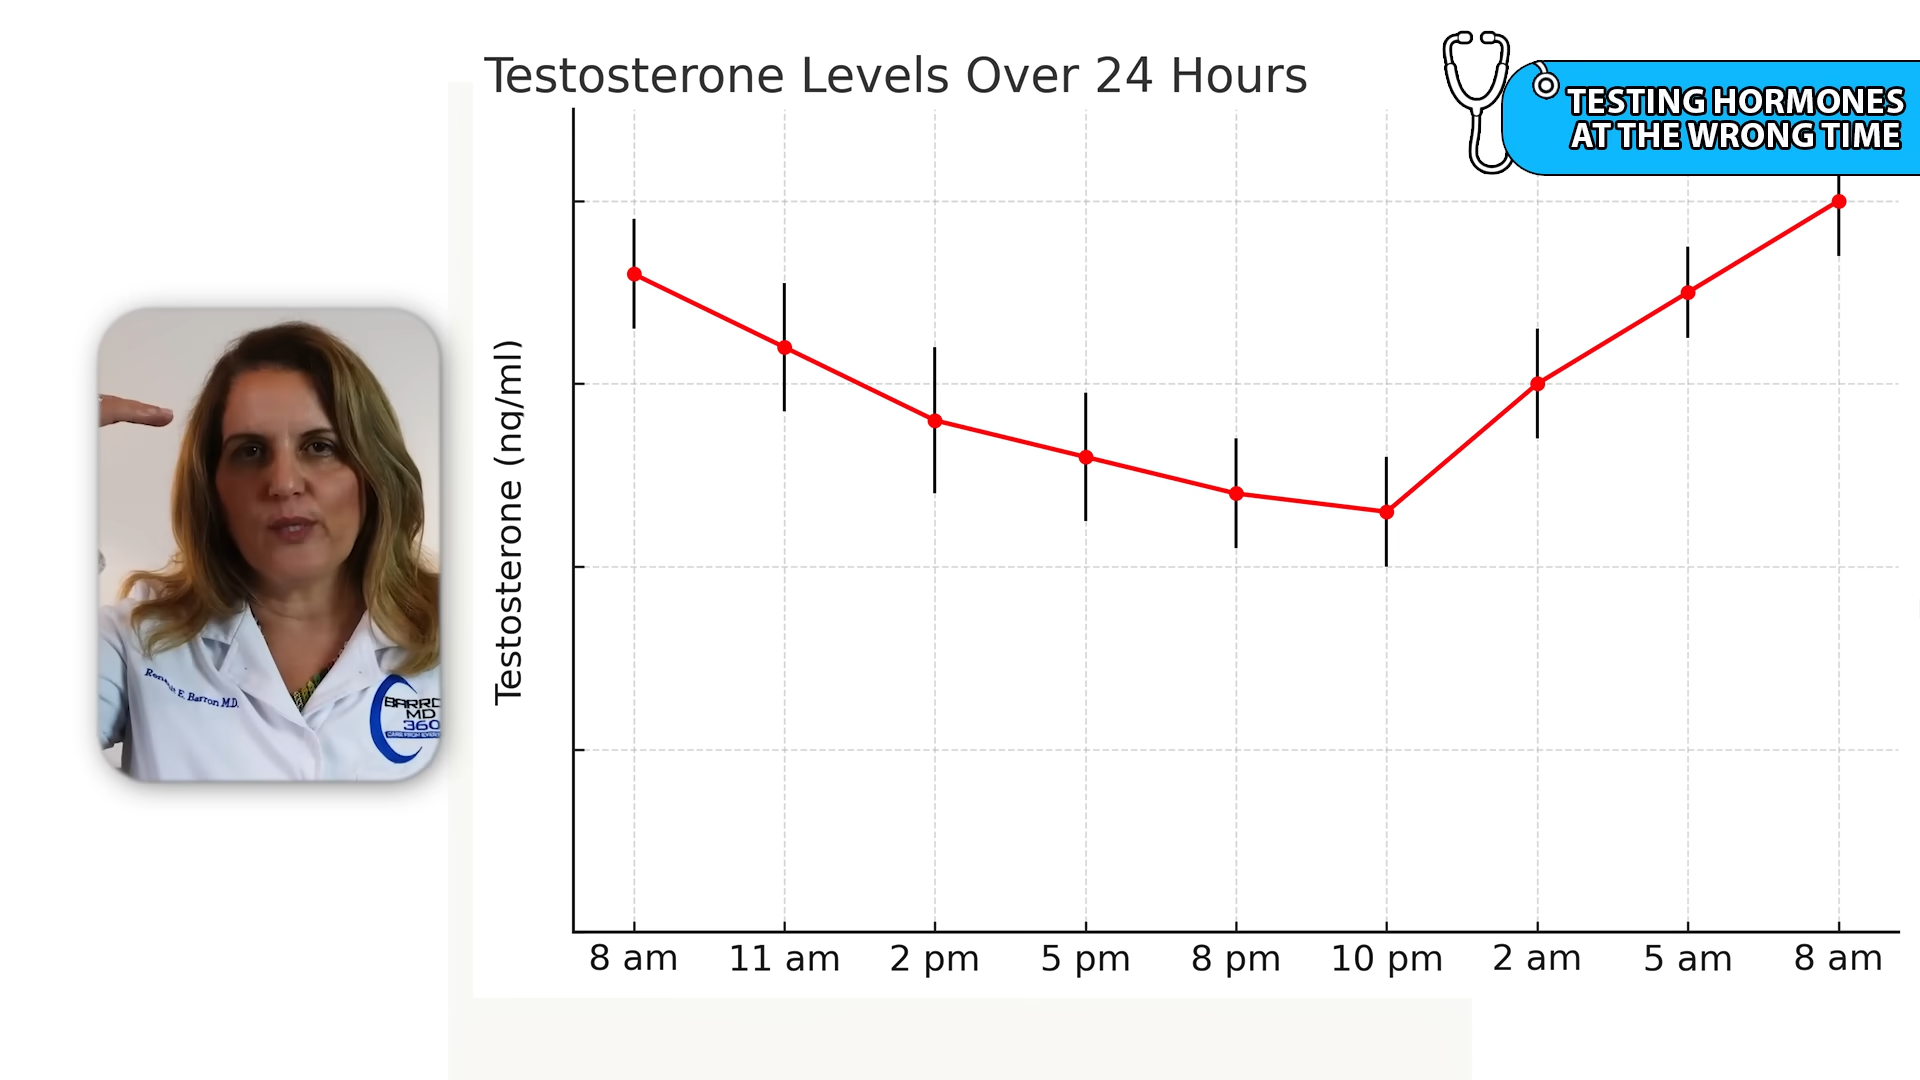 Testosterone Levels Over 24 Hours
TESTING HORMONES
AT THE WRONG TIME
Testosterone (ng/ml)
8 am 11 am 2 pm 5 pm 8 pm 10 pm 2 am 5 am 8 am
E. Barron M.D.
MD
360